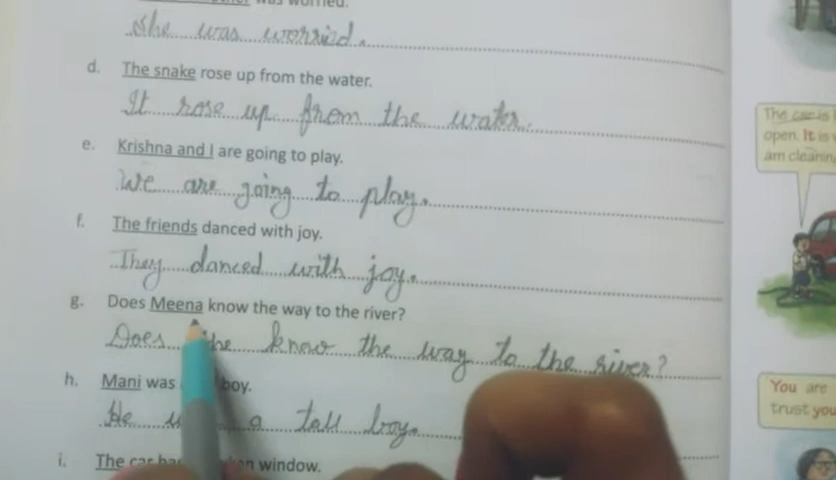 was worried.
She was worried.
d. The snake rose up from the water.
It rose up from the water.
e. Krishna and I are going to play.
We are going to play.
f. The friends danced with joy.
They danced with joy.
g. Does Meena know the way to the river?
Does she know the way to the river?
h. Mani was boy.
He a tall boy.
i. The car window.
The car is
open. It is
am cleaning
You are
trust you